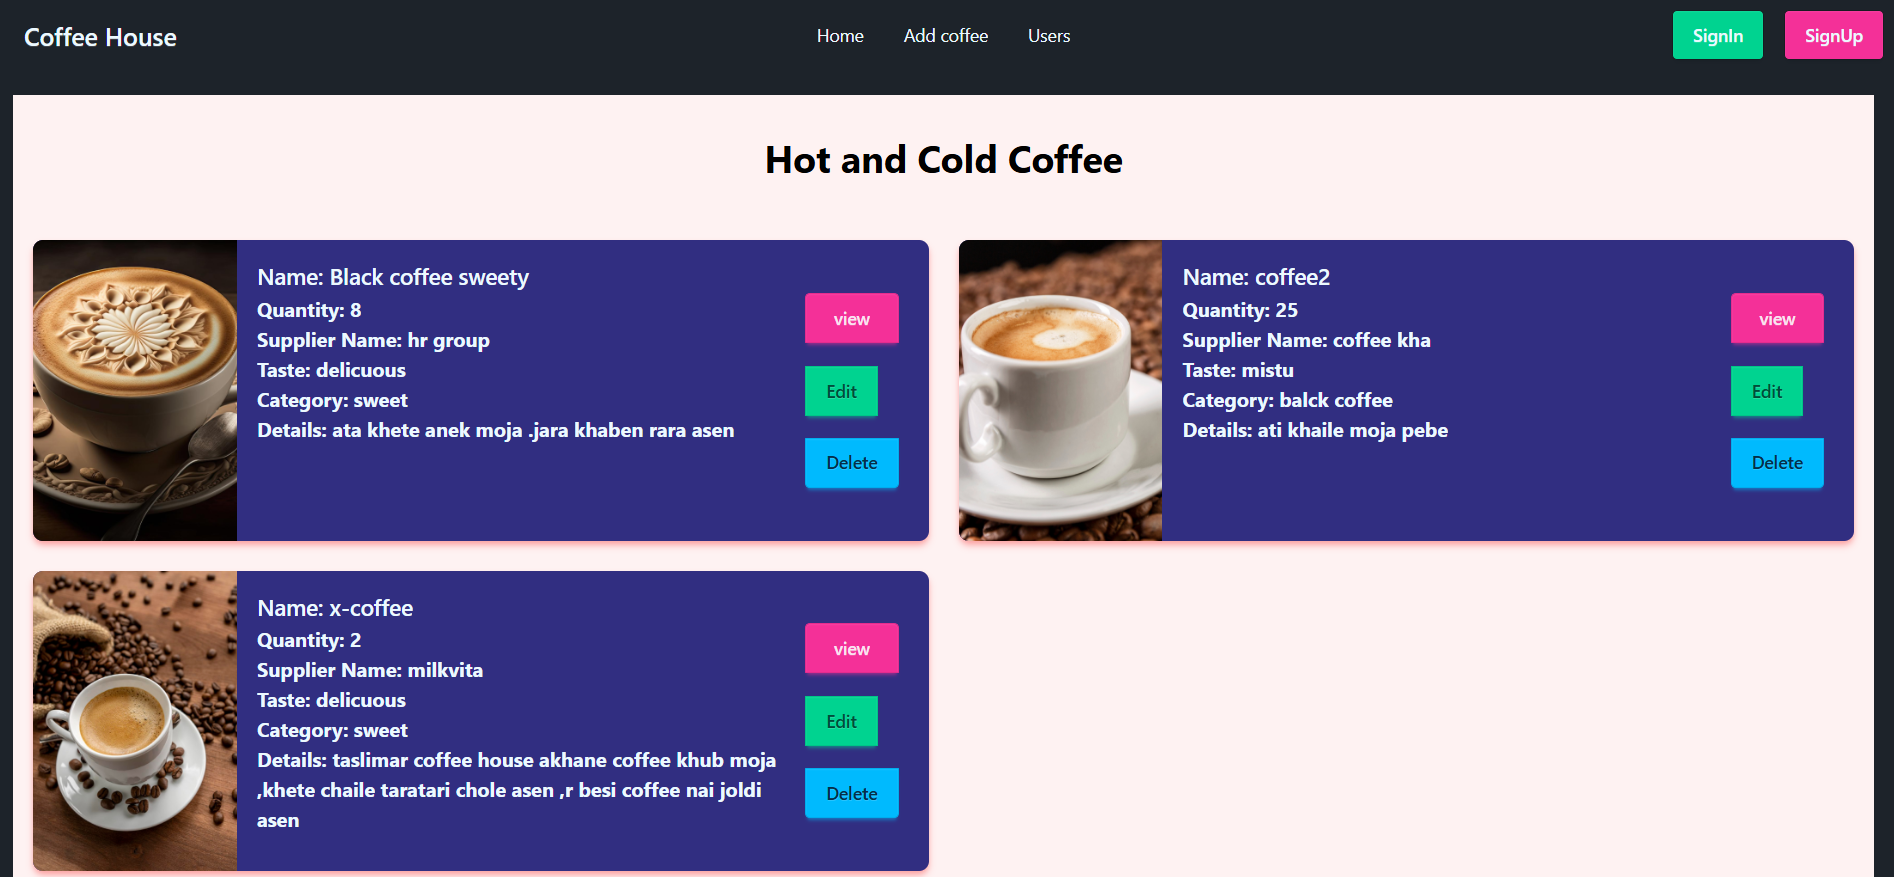 Coffee House
Home
Add coffee
Users
SignIn
SignUp
Hot and Cold Coffee
Name: Black coffee sweety
Quantity: 8
Supplier Name: hr group
Taste: delicuous
Category: sweet
Details: ata khete anek moja .jara khaben rara asen
view
Edit
Delete
Name: coffee2
Quantity: 25
Supplier Name: coffee kha
Taste: mistu
Category: balck coffee
Details: ati khaile moja pebe
view
Edit
Delete
Name: x-coffee
Quantity: 2
Supplier Name: milkvita
Taste: delicuous
Category: sweet
Details: taslimar coffee house akhane coffee khub moja
,khete chaile taratari chole asen ,r besi coffee nai joldi
asen
view
Edit
Delete